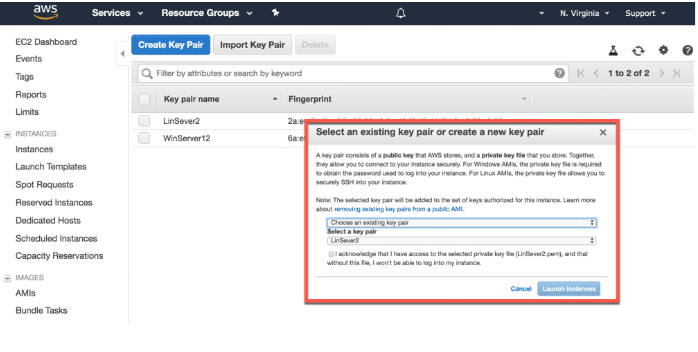 aws Services Resource Groups N. Virginia Support
EC2 Dashboard
Events
Tags
Reports
Limits
INSTANCES
Instances
Launch Templates
Spot Requests
Reserved Instances
Dedicated Hosts
Scheduled Instances
Capacity Reservations
IMAGES
AMIs
Bundle Tasks
Create Key Pair Import Key Pair Delete
Filter by attributes or search by keyword 1 to 2 of 2
Key pair name Fingerprint
LinSever2 2a:e
WinServer12 6a:e
Select an existing key pair or create a new key pair
A key pair consists of a public key that AWS stores, and a private key file that you store. Together,
they allow you to connect to your instance securely. For Windows AMIs, the private key file is required
to obtain the password used to log into your instance. For Linux AMIs, the private key file allows you to
securely SSH into your instance.
Note: The selected key pair will be added to the set of keys authorized for this instance. Learn more
about removing existing key pairs from a public AMI.
Choose an existing key pair
Select a key pair
LinSever2
I acknowledge that I have access to the selected private key file (LinSever2.pem), and that
without this file, I won't be able to log into my instance.
Cancel Launch Instances